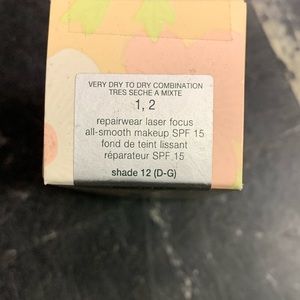 VERY DRY TO DRY COMBINATION
TRES SECHE A MIXTE
1, 2
repairwear laser focus
all-smooth makeup SPF 15
fond de teint lissant
réparateur SPF 15
shade 12 (D-G)